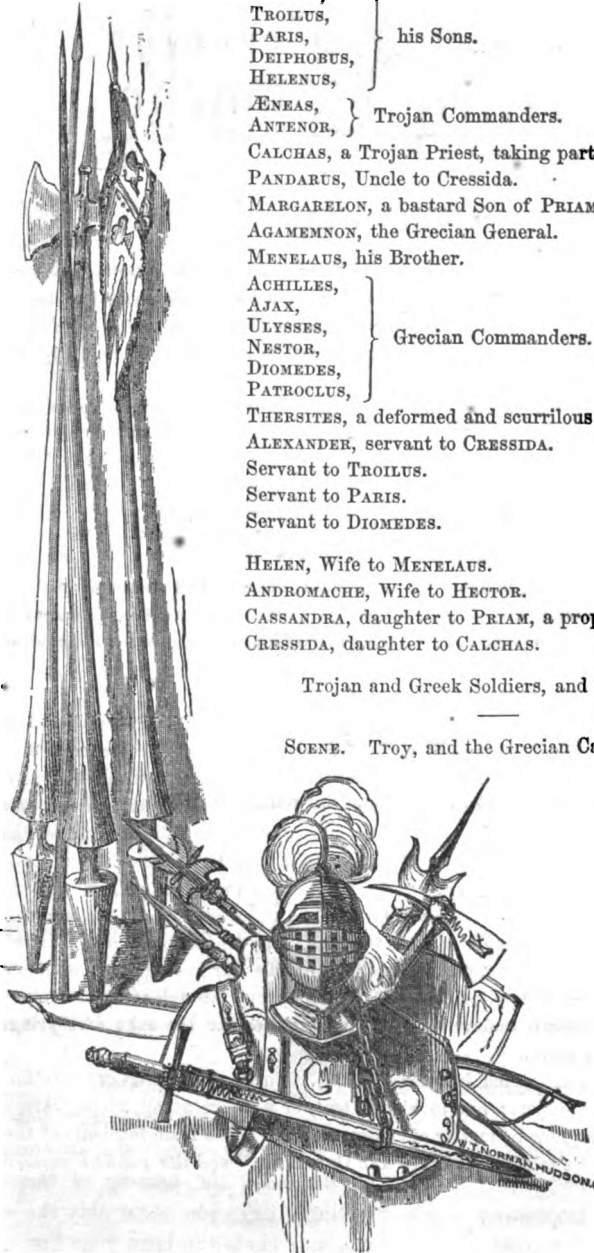 TROILUS,
PARIS,
DEIPHOBUS,
HELENUS,
his Sons.
ÆNEAS,
ANTENOR,
Trojan Commanders.
CALCHAS, a Trojan Priest, taking part
PANDARUS, Uncle to Cressida.
MARGARELON, a bastard Son of PRIAM
AGAMEMNON, the Grecian General.
MENELAUS, his Brother.
ACHILLES,
AJAX,
ULYSSES,
NESTOR,
DIOMEDES,
PATROCLUS,
Grecian Commanders.
THERSITES, a deformed and scurrilous
ALEXANDER, servant to CRESSIDA.
Servant to TROILUS.
Servant to PARIS.
Servant to DIOMEDES.
HELEN, Wife to MENELAUS.
ANDROMACHE, Wife to HECTOR.
CASSANDRA, daughter to PRIAM, a prop
CRESSIDA, daughter to CALCHAS.
Trojan and Greek Soldiers, and
SCENE. Troy, and the Grecian Ca
W.T.NORMAN.HUDSON.